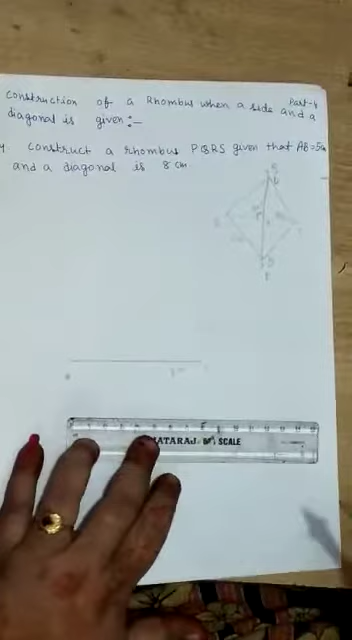 Construction of a Rhombus when a side and a Part-4
diagonal is given:-
construct a rhombus PQRS given that AB=5cm
and a diagonal is 8 cm
NATARAJ SCALE